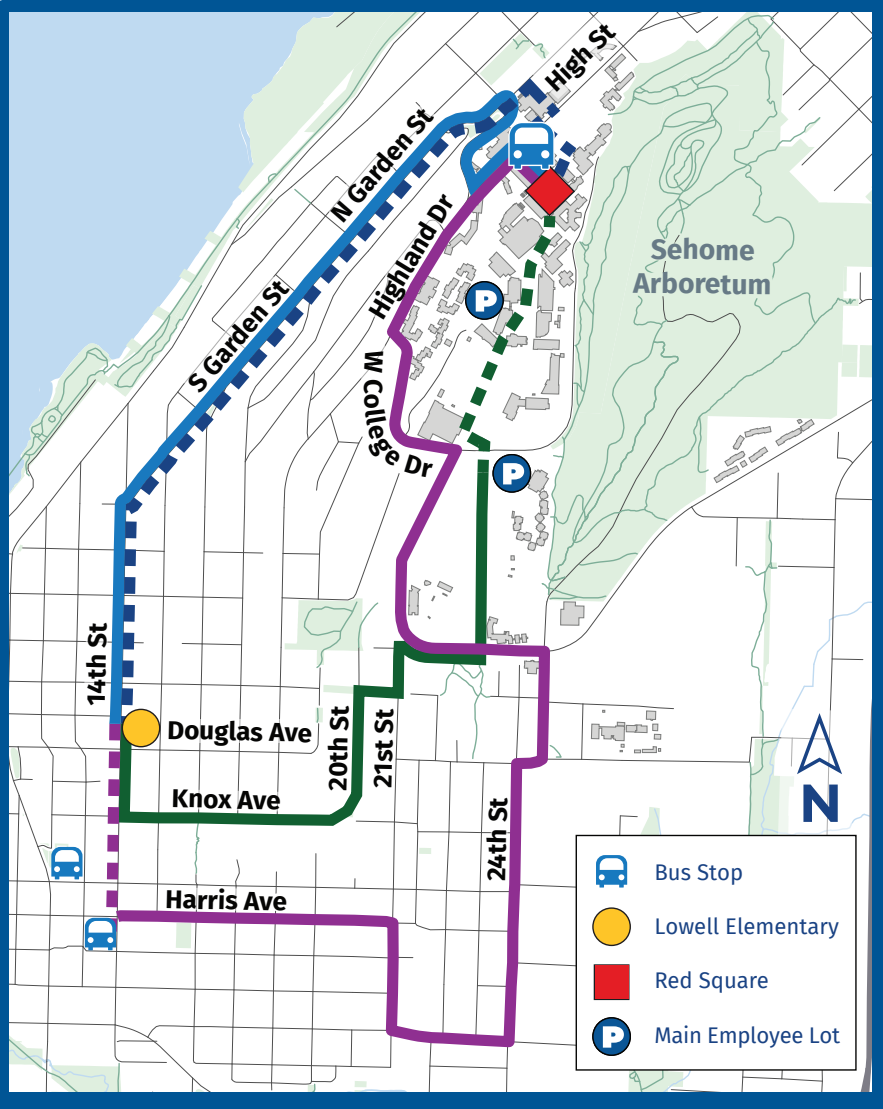 High St
N Garden St
Highland Dr
Sehome
Arboretum
P
S Garden St
W College Dr
P
14th St
Douglas Ave
20th St
21st St
Knox Ave
24th St
N
Harris Ave
Bus Stop
Lowell Elementary
Red Square
P
Main Employee Lot